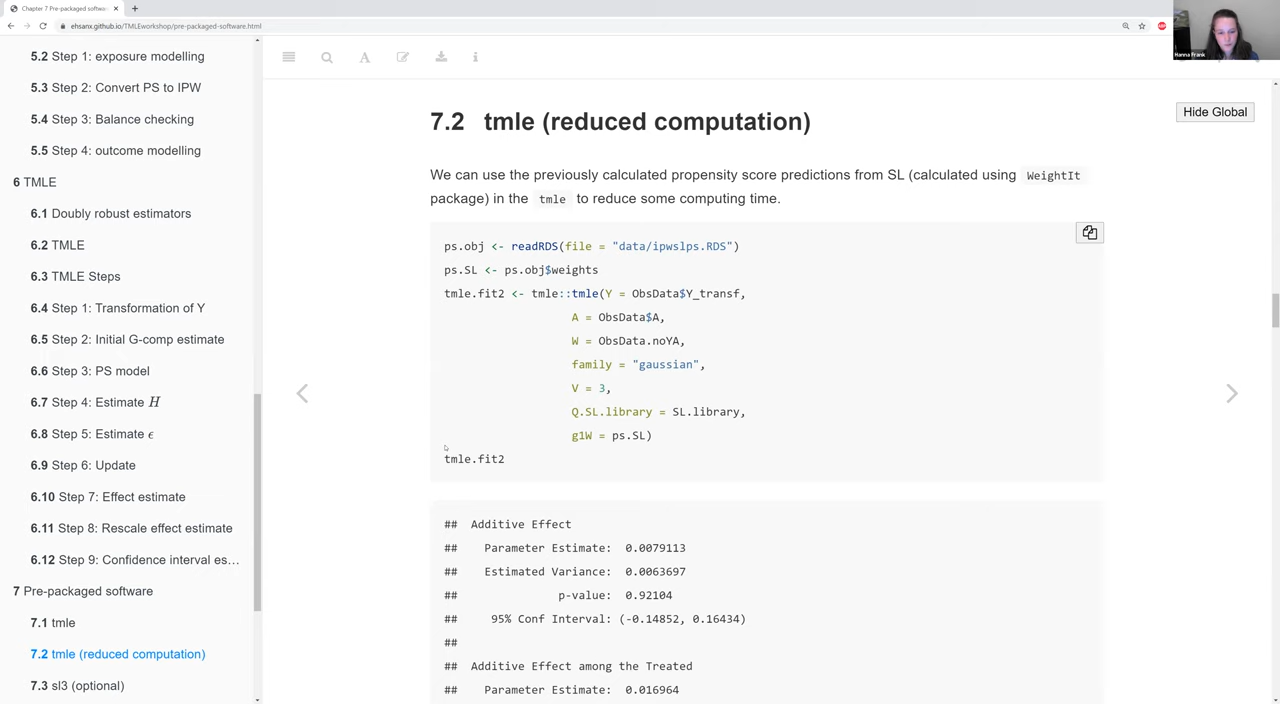 Chapter 7 Pre-packaged softwar
ehsanx.github.io/TMLEworkshop/pre-packaged-software.html
Hanna Frank
5.2 Step 1: exposure modelling
5.3 Step 2: Convert PS to IPW
5.4 Step 3: Balance checking
5.5 Step 4: outcome modelling
6 TMLE
6.1 Doubly robust estimators
6.2 TMLE
6.3 TMLE Steps
6.4 Step 1: Transformation of Y
6.5 Step 2: Initial G-comp estimate
6.6 Step 3: PS model
6.7 Step 4: Estimate H
6.8 Step 5: Estimate ϵ
6.9 Step 6: Update
6.10 Step 7: Effect estimate
6.11 Step 8: Rescale effect estimate
6.12 Step 9: Confidence interval es…
7 Pre-packaged software
7.1 tmle
7.2 tmle (reduced computation)
7.3 sl3 (optional)
Hide Global
7.2 tmle (reduced computation)
We can use the previously calculated propensity score predictions from SL (calculated using WeightIt
package) in the tmle to reduce some computing time.
ps.obj <- readRDS(file = "data/ipwslps.RDS")
ps.SL <- ps.obj$weights
tmle.fit2 <- tmle::tmle(Y = ObsData$Y_transf,
A = ObsData$A,
W = ObsData.noYA,
family = "gaussian",
V = 3,
Q.SL.library = SL.library,
g1W = ps.SL)
tmle.fit2
## Additive Effect
## Parameter Estimate: 0.0079113
## Estimated Variance: 0.0063697
## p-value: 0.92104
## 95% Conf Interval: (-0.14852, 0.16434)
##
## Additive Effect among the Treated
## Parameter Estimate: 0.016964